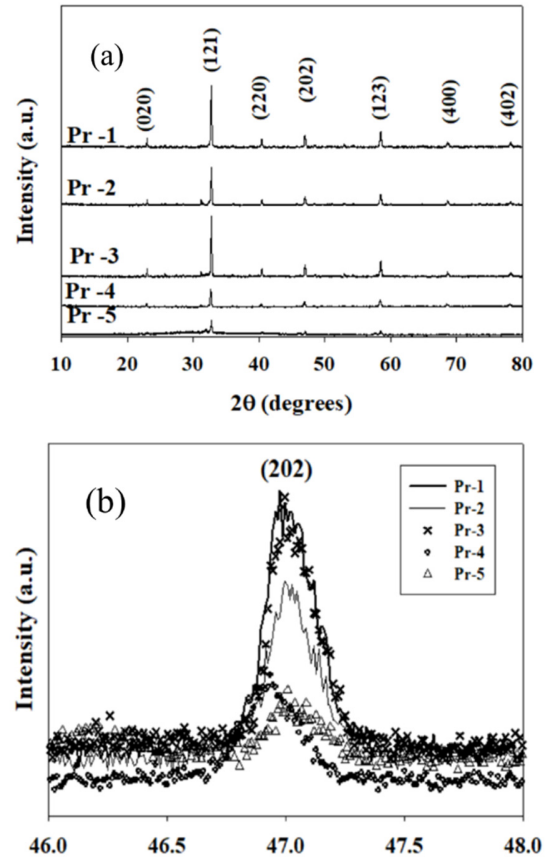 (a)
(020)
(121)
(220)
(202)
(123)
(400)
(402)
Pr -1
Pr -2
Pr -3
Pr -4
Pr -5
Intensity (a.u.)
10 20 30 40 50 60 70 80
2θ (degrees)
(b)
(202)
Pr-1
Pr-2
Pr-3
Pr-4
Pr-5
Intensity (a.u.)
46.0 46.5 47.0 47.5 48.0